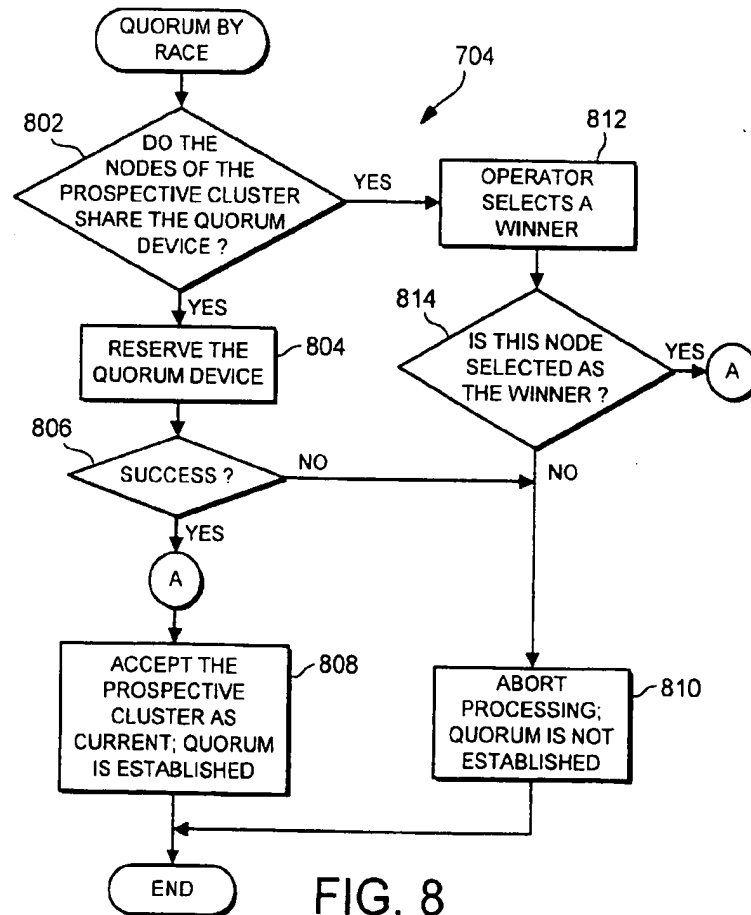 QUORUM BY
RACE
704
802
DO THE
NODES OF THE
PROSPECTIVE CLUSTER
SHARE THE QUORUM
DEVICE ?
YES
812
OPERATOR
SELECTS A
WINNER
YES
RESERVE THE
QUORUM DEVICE
804
814
IS THIS NODE
SELECTED AS
THE WINNER ?
YES
A
806
SUCCESS ?
NO
NO
YES
A
ACCEPT THE
PROSPECTIVE
CLUSTER AS
CURRENT; QUORUM
IS ESTABLISHED
808
ABORT
PROCESSING;
QUORUM IS NOT
ESTABLISHED
810
END
FIG. 8